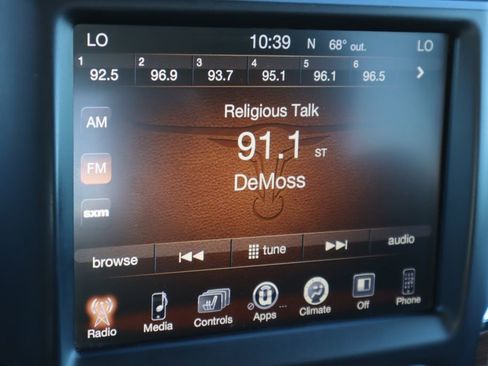 LO 10:39 N 68° out. LO
1 2 3 4 5 6
92.5 96.9 93.7 95.1 96.1 96.5
Religious Talk
AM
91.1 ST
FM
DeMoss
sxm
browse tune audio
Radio Media Controls Apps Climate Off Phone